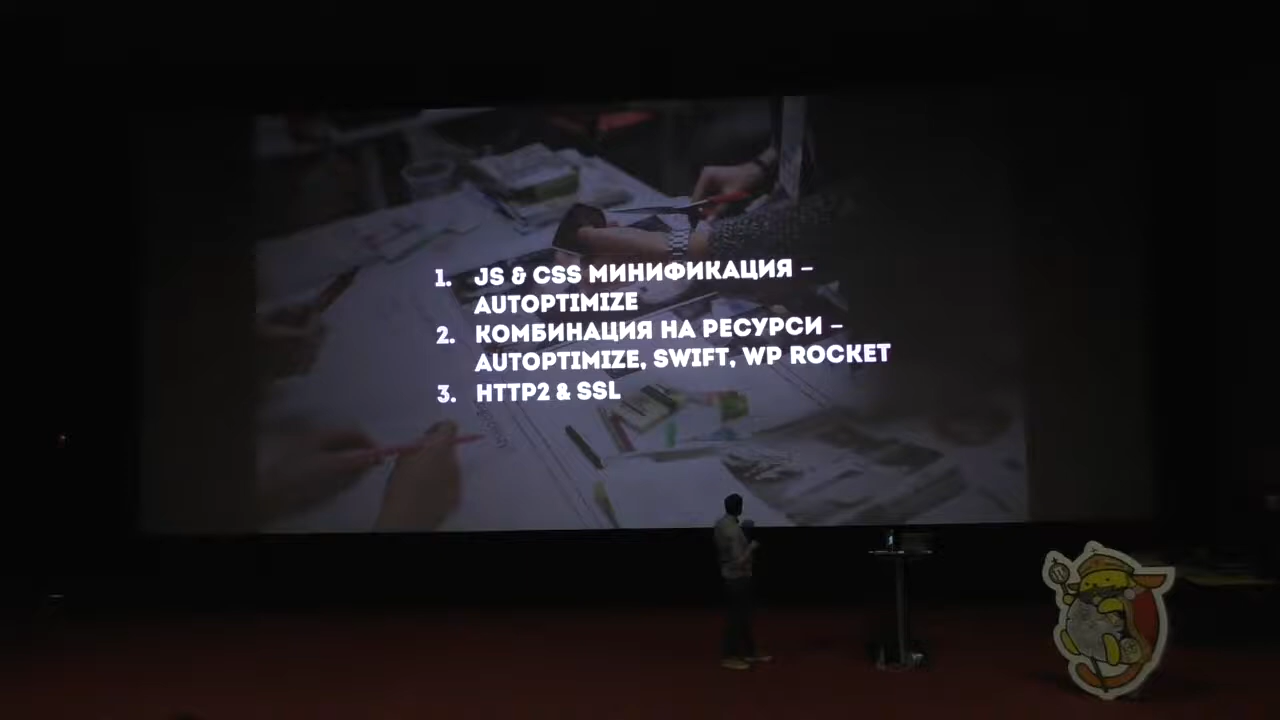 1. JS & CSS МИНИФИКАЦИЯ –
AUTOPTIMIZE
2. КОМБИНАЦИЯ НА РЕСУРСИ –
AUTOPTIMIZE, SWIFT, WP ROCKET
3. HTTP2 & SSL